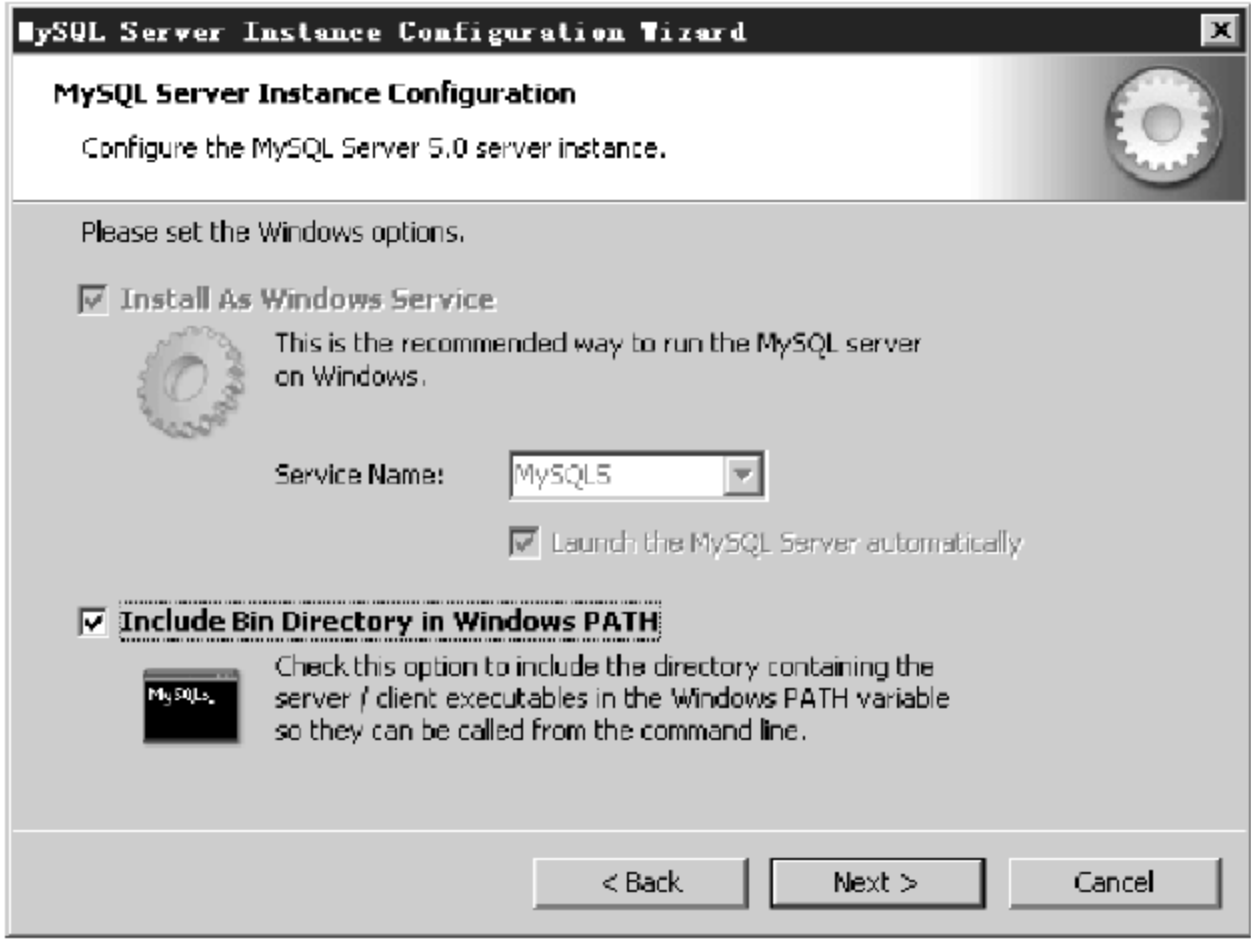 MySQL Server Instance Configuration Wizard
MySQL Server Instance Configuration
Configure the MySQL Server 5.0 server instance.
Please set the Windows options.
Install As Windows Service
This is the recommended way to run the MySQL server
on Windows.
Service Name:
MySQL5
Launch the MySQL Server automatically
Include Bin Directory in Windows PATH
Check this option to include the directory containing the
server / client executables in the Windows PATH variable
so they can be called from the command line.
< Back
Next >
Cancel